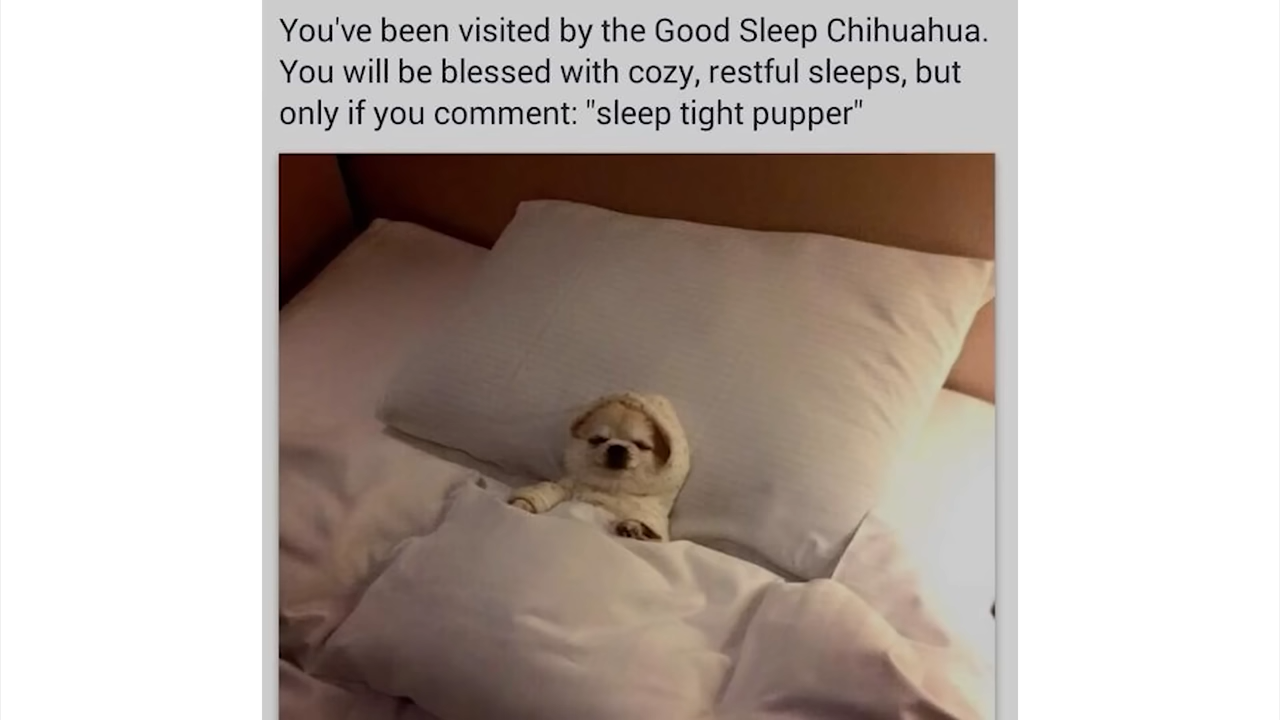 You've been visited by the Good Sleep Chihuahua.
You will be blessed with cozy, restful sleeps, but
only if you comment: "sleep tight pupper"